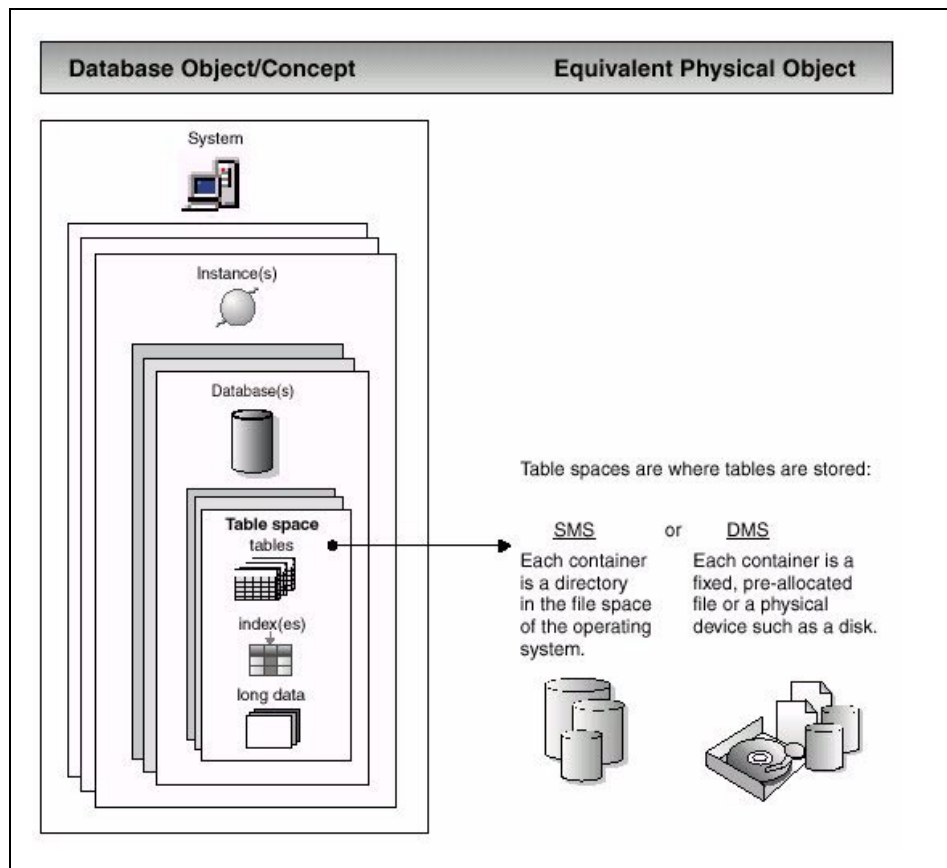 Database Object/Concept
Equivalent Physical Object
System
Instance(s)
Database(s)
Table space
tables
index(es)
long data
Table spaces are where tables are stored:
SMS or DMS
Each container
is a directory
in the file space
of the operating
system.
Each container is a
fixed, pre-allocated
file or a physical
device such as a disk.